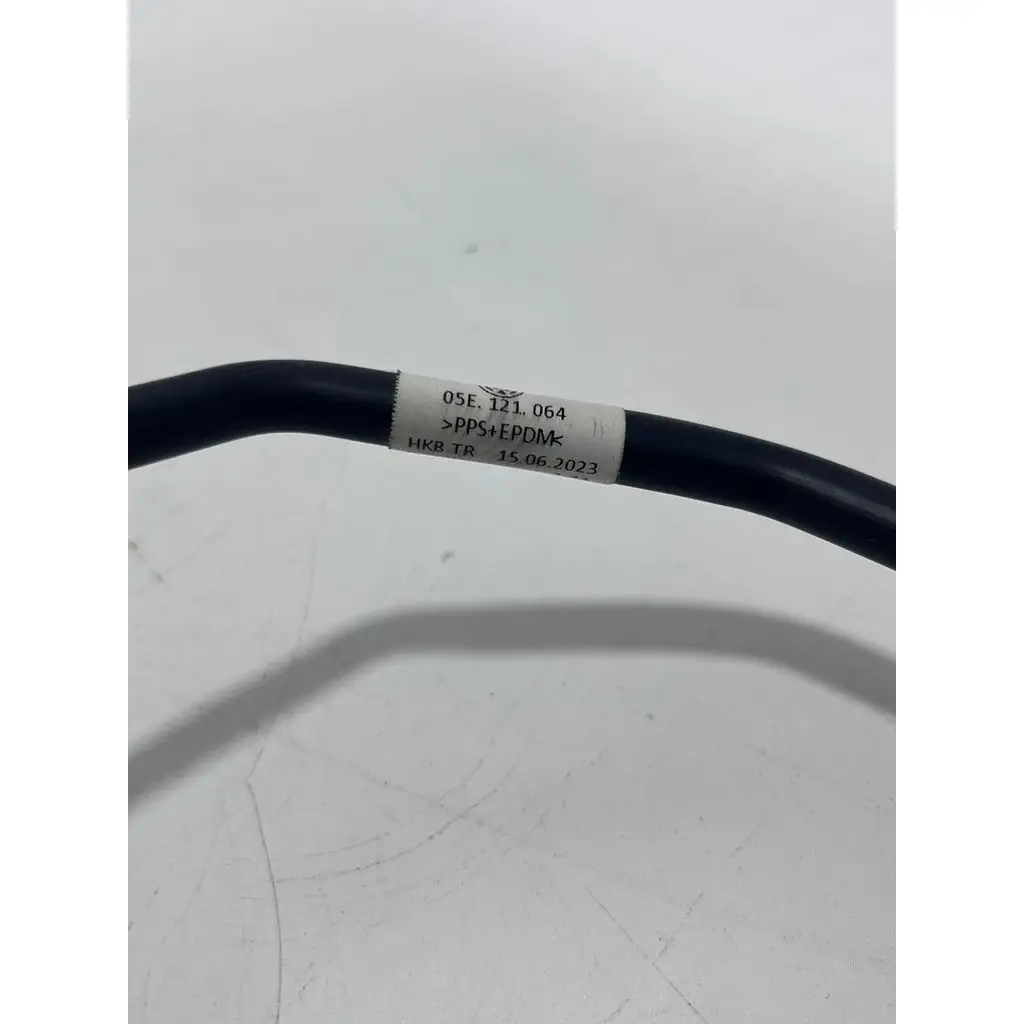 05E. 121. 064
>PPS+EPDM<
HKB TR 15.06.2023